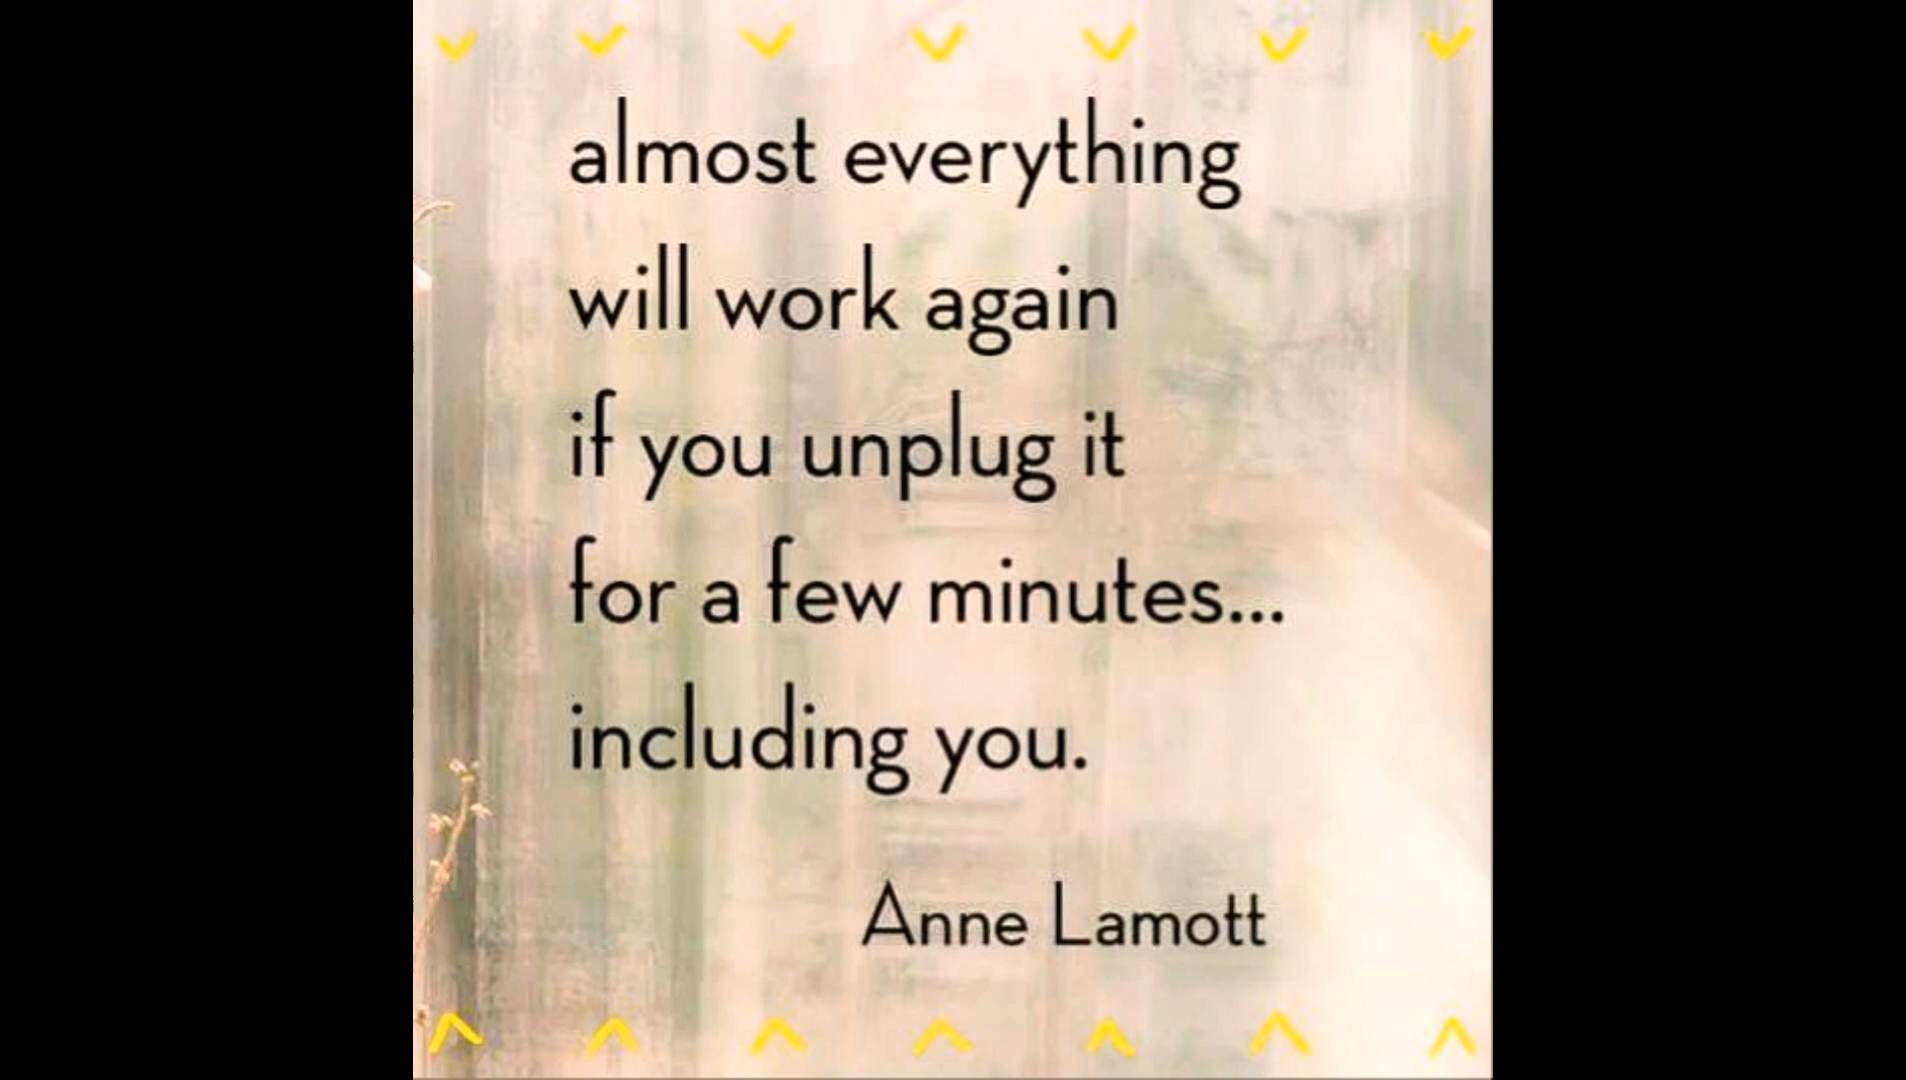 almost everything
will work again
if you unplug it
for a few minutes...
including you.
Anne Lamott